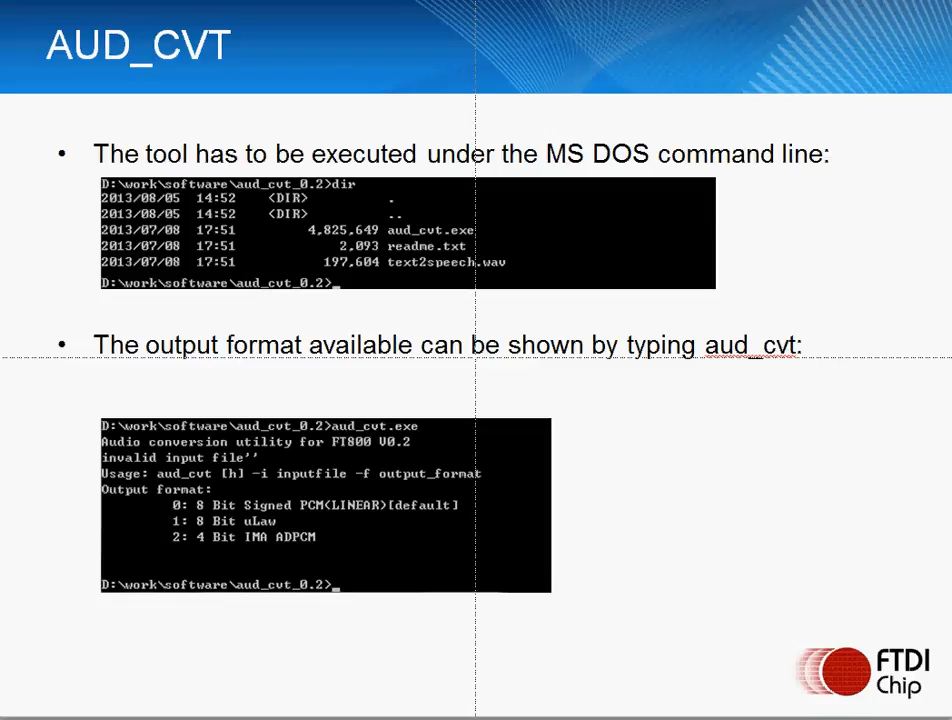 AUD_CVT
• The tool has to be executed under the MS DOS command line:
D:\work\software\aud_cvt_0.2>dir
2013/08/05 14:52 <DIR> .
2013/08/05 14:52 <DIR> ..
2013/07/08 17:51 4,825,649 aud_cvt.exe
2013/07/08 17:51 2,093 readme.txt
2013/07/08 17:51 197,604 text2speech.wav
D:\work\software\aud_cvt_0.2>_
• The output format available can be shown by typing aud_cvt:
D:\work\software\aud_cvt_0.2>aud_cvt.exe
Audio conversion utility for FT800 V0.2
invalid input file''
Usage: aud_cvt [h] -i inputfile -f output_format
Output format:
0: 8 Bit Signed PCM(LINEAR)[default]
1: 8 Bit uLaw
2: 4 Bit IMA ADPCM
D:\work\software\aud_cvt_0.2>_
FTDI
Chip